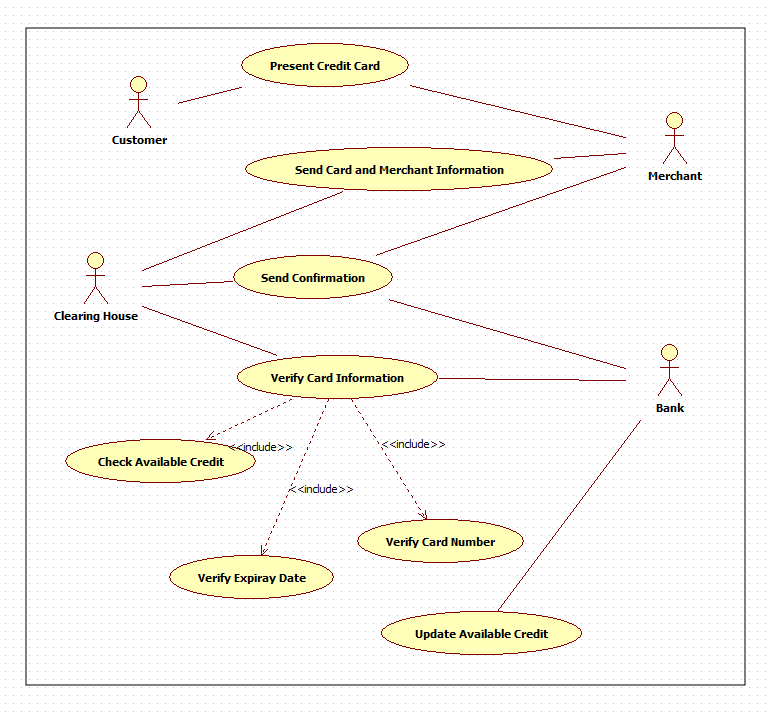 Present Credit Card
Customer
Send Card and Merchant Information
Merchant
Send Confirmation
Clearing House
Verify Card Information
Bank
<<include>>
<<include>>
Check Available Credit
<<include>>
Verify Card Number
Verify Expiray Date
Update Available Credit